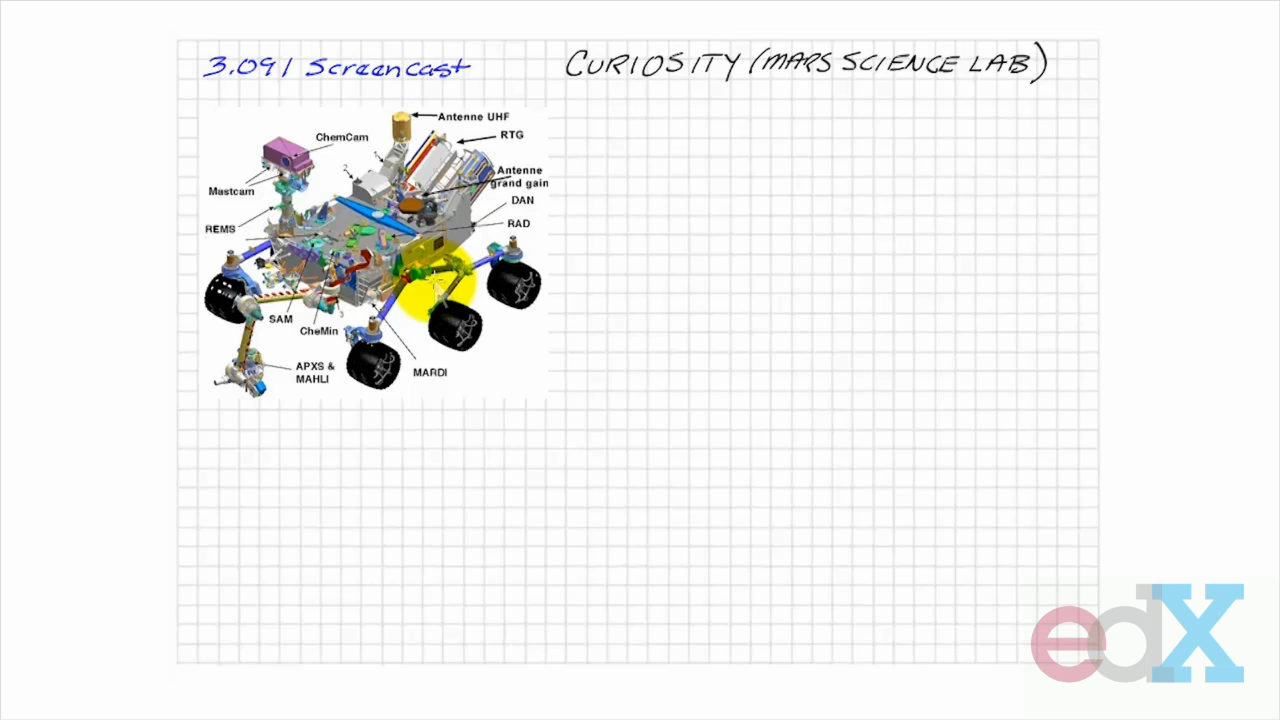 3.091 Screencast
CURIOSITY (MARS SCIENCE LAB)
Antenne UHF
ChemCam
RTG
Antenne
grand gain
Mastcam
DAN
RAD
REMS
SAM
CheMin
APXS &
MAHLI
MARDI
edX